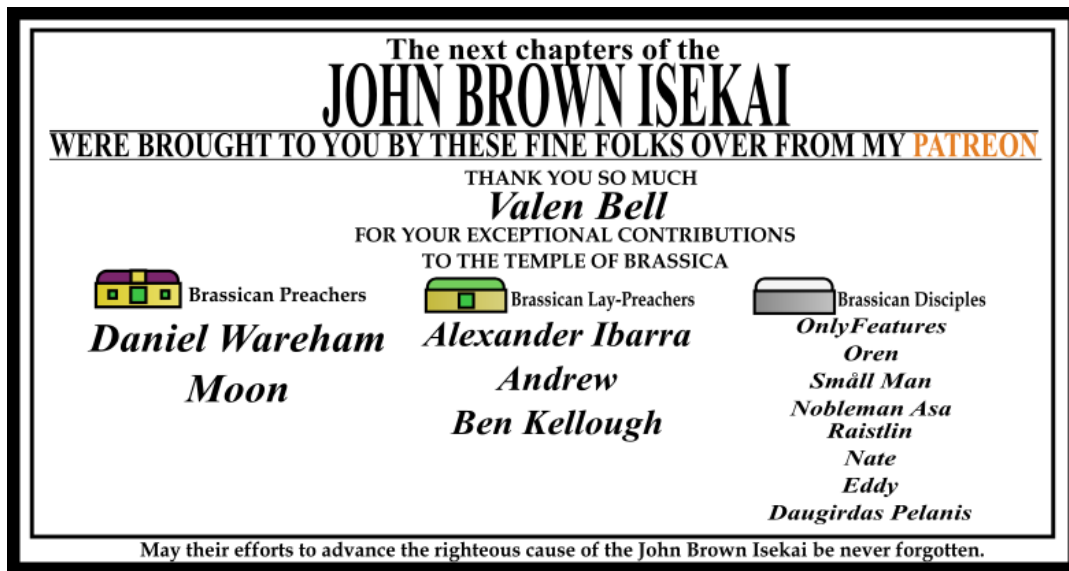 The next chapters of the
JOHN BROWN ISEKAI
WERE BROUGHT TO YOU BY THESE FINE FOLKS OVER FROM MY PATREON
THANK YOU SO MUCH
Valen Bell
FOR YOUR EXCEPTIONAL CONTRIBUTIONS
TO THE TEMPLE OF BRASSICA
Brassican Preachers
Daniel Wareham
Moon
Brassican Lay-Preachers
Alexander Ibarra
Andrew
Ben Kellough
Brassican Disciples
OnlyFeatures
Oren
Småll Man
Nobleman Asa
Raistlin
Nate
Eddy
Daugirdas Pelanis
May their efforts to advance the righteous cause of the John Brown Isekai be never forgotten.